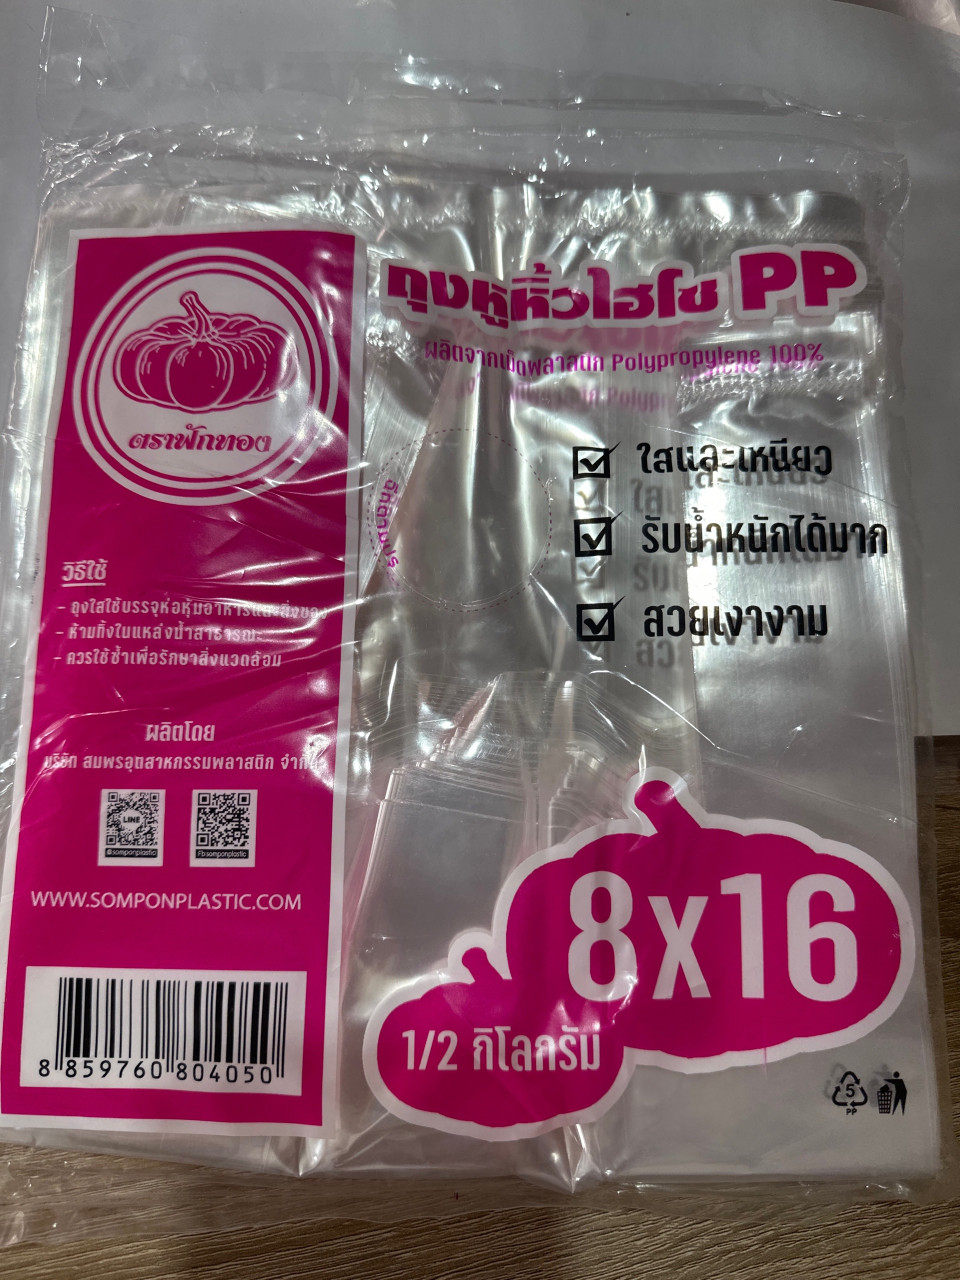 ถุงหูหิ้วไฮโซ PP
ผลิตจากเม็ดพลาสติก Polypropylene 100%
ตราฟักทอง
ใสและเหนียว
รับน้ำหนักได้มาก
สวยเงางาม
วิธีใช้
- ถุงใสใช้บรรจุห่อหุ้มอาหารและสิ่งของ
- ห้ามทิ้งในแหล่งน้ำสาธารณะ
- ควรใช้ซ้ำเพื่อรักษาสิ่งแวดล้อม
ผลิตโดย
บริษัท สมพรอุตสาหกรรมพลาสติก จำกัด
LINE
@somponplastic
Fb somponplastic
WWW.SOMPONPLASTIC.COM
8 859760 804050
8x16
1/2 กิโลกรัม
5
PP